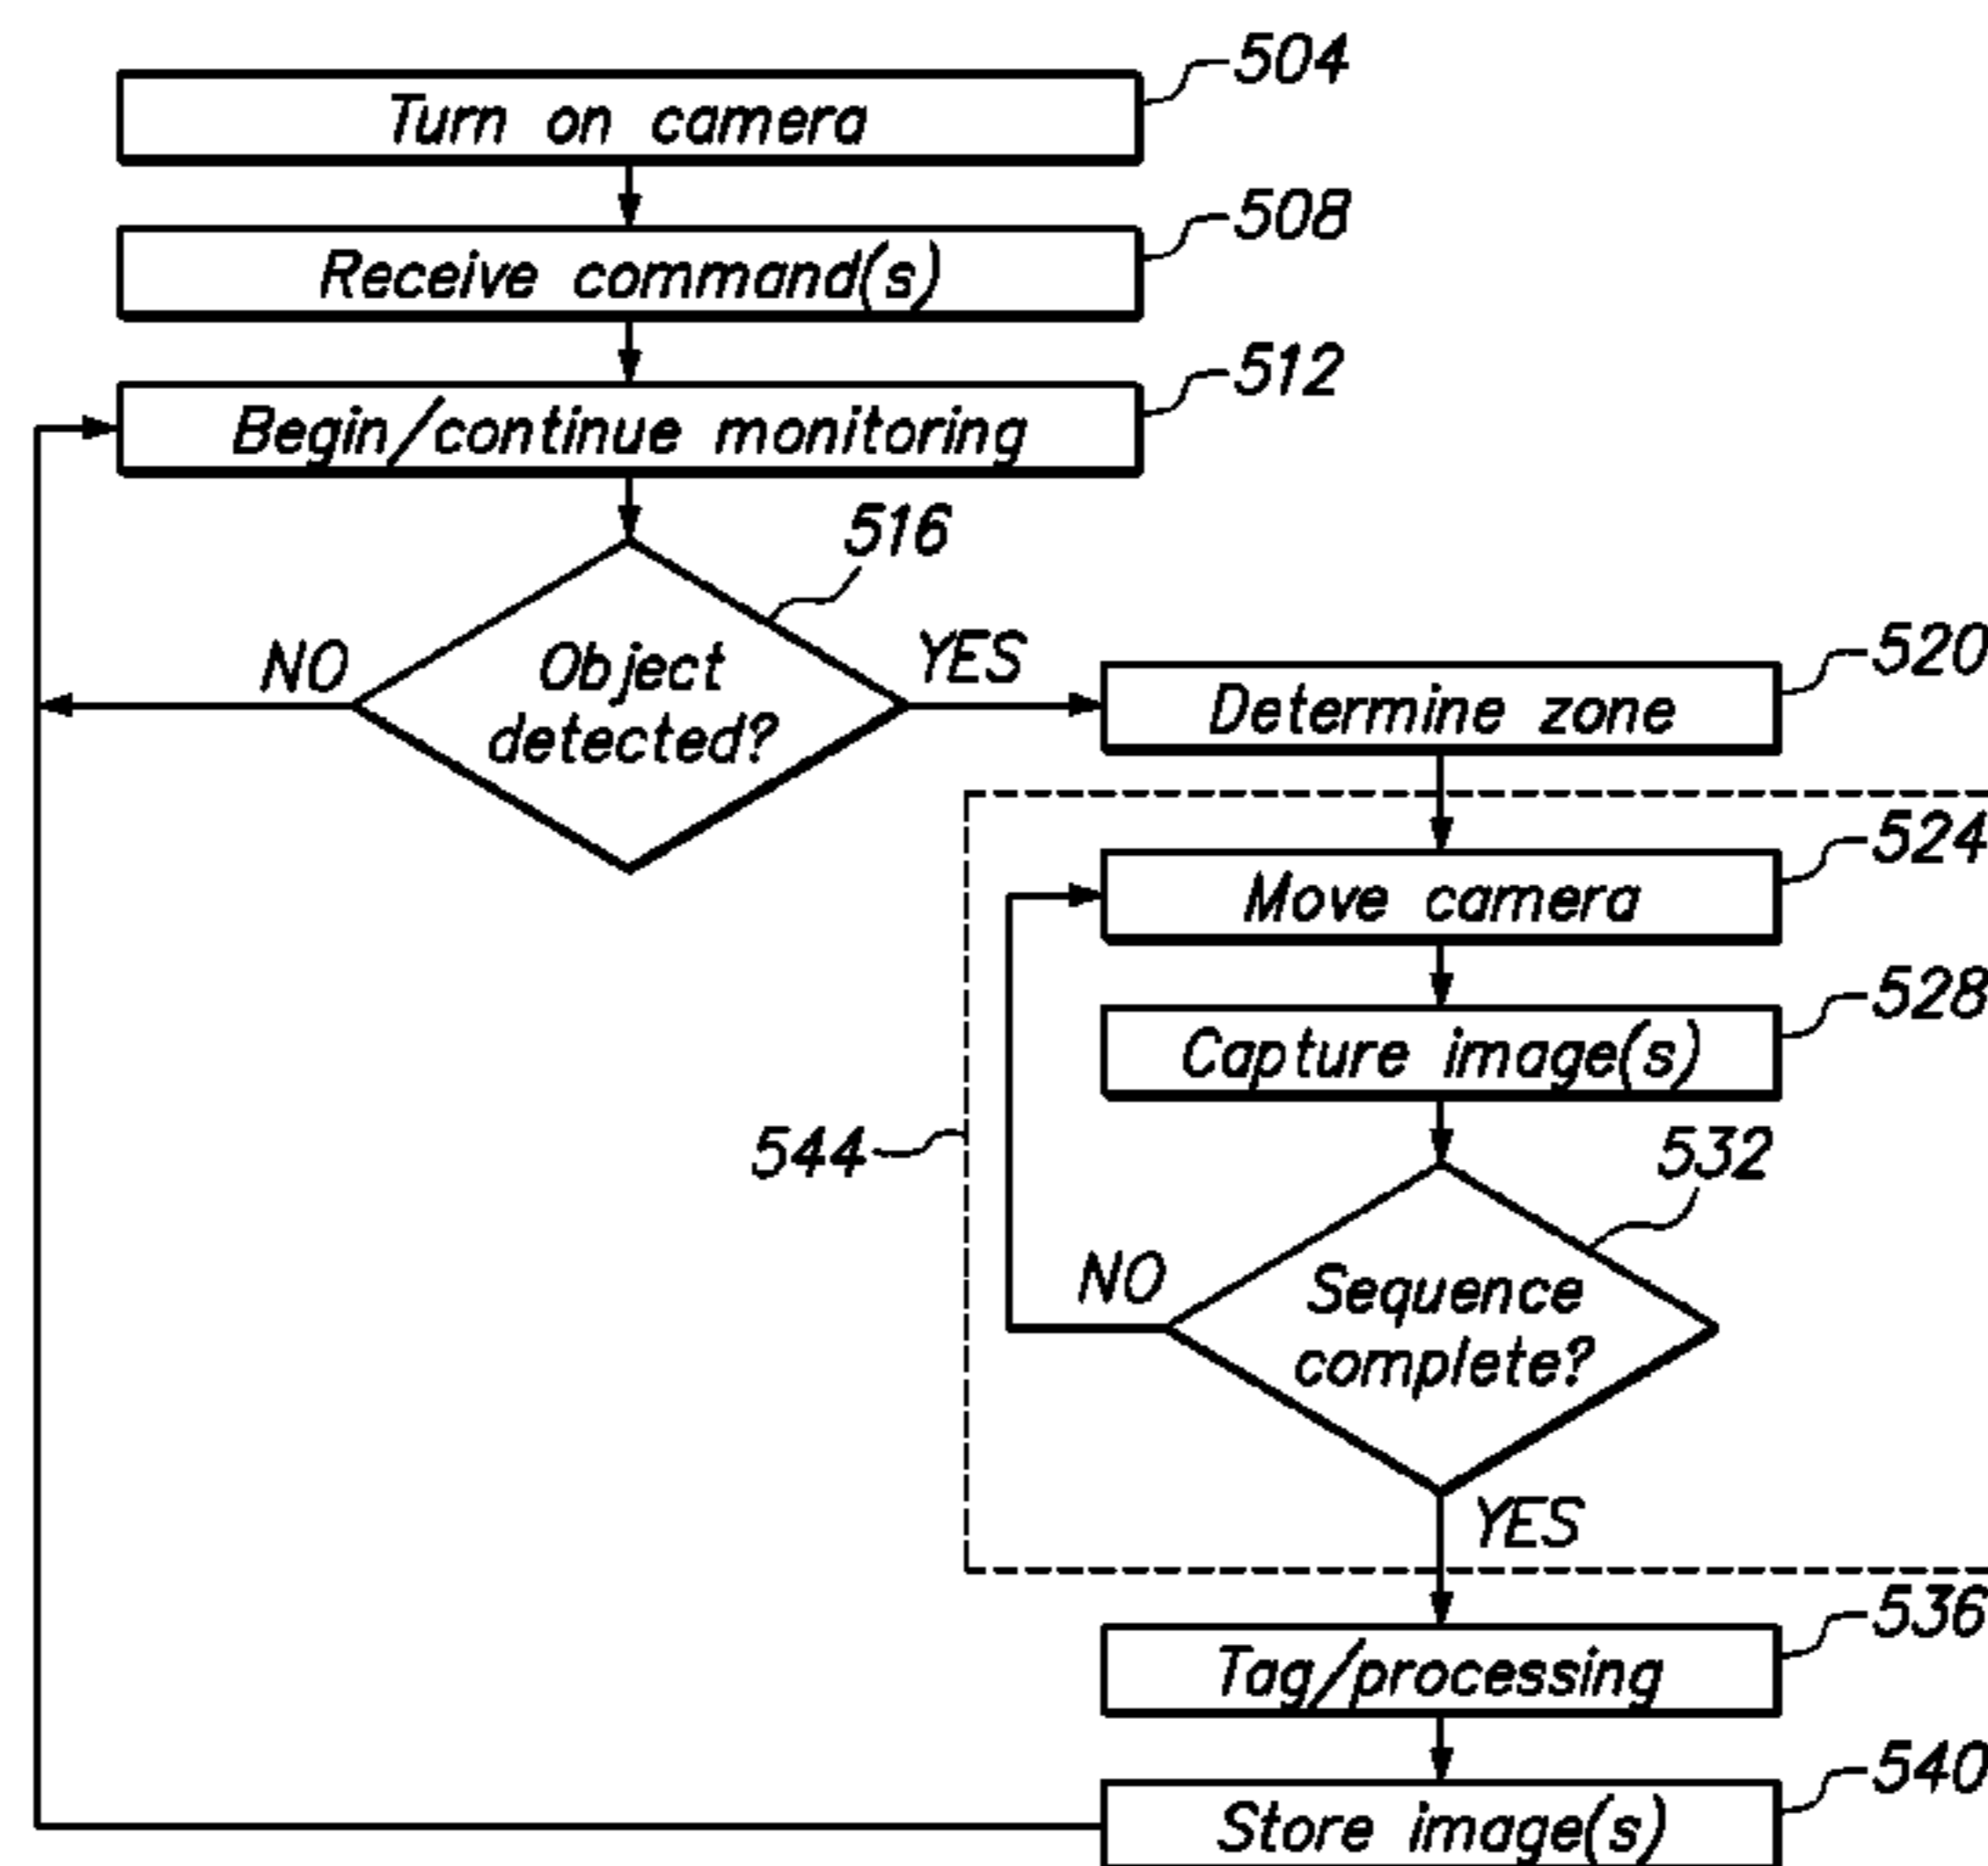 504
Turn on camera
508
Receive command(s)
512
Begin/continue monitoring
516
NO
Object
detected?
YES
520
Determine zone
524
Move camera
528
Capture image(s)
544
532
NO
Sequence
complete?
YES
536
Tag/processing
540
Store image(s)